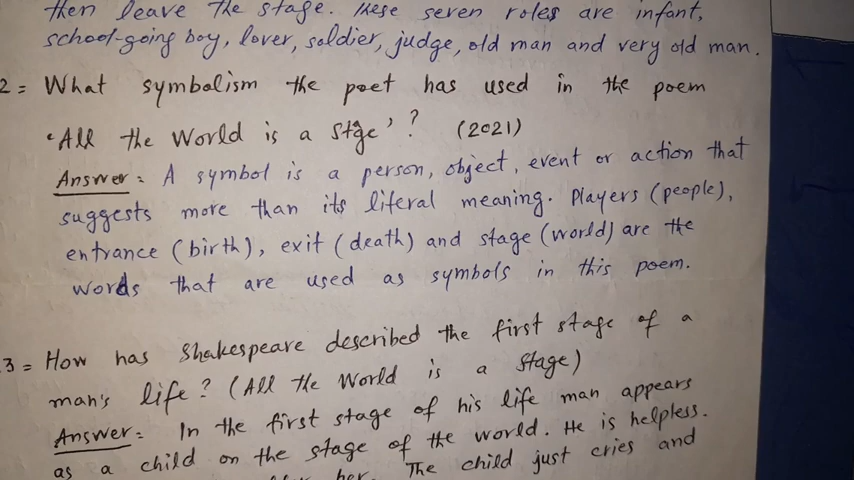 then leave the stage. These seven roles are infant,
school-going boy, lover, soldier, judge, old man and very old man.
2 = What symbolism the poet has used in the poem
'All the World is a Stge'? (2021)
Answer: A symbol is a person, object, event or action that
suggests more than its literal meaning. Players (people),
entrance (birth), exit (death) and stage (world) are the
words that are used as symbols in this poem.
3 = How has Shakespeare described the first stage of a
man's life? (All the World is a Stage)
Answer= In the first stage of his life man appears
as a child on the stage of the world. He is helpless.
her. The child just cries and